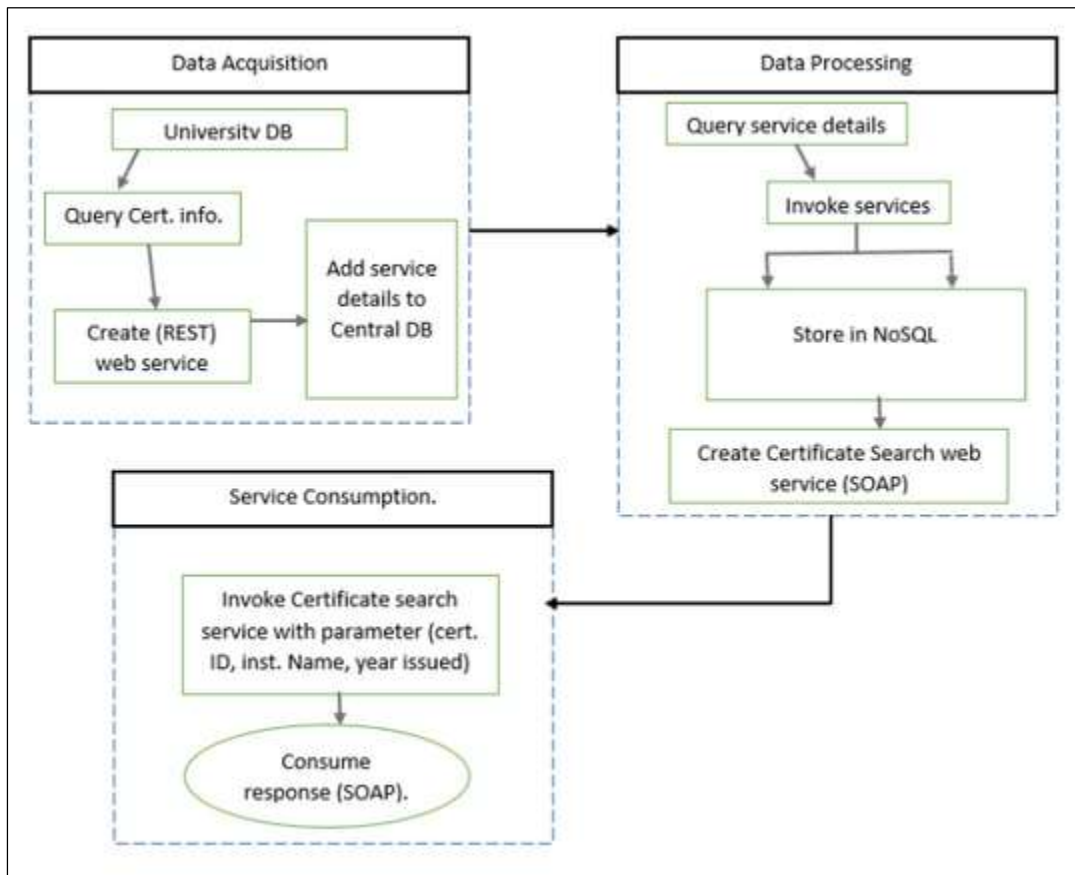 Data Acquisition
University DB
Query Cert. info.
Create (REST)
web service
Add service
details to
Central DB
Data Processing
Query service details
Invoke services
Store in NoSQL
Create Certificate Search web
service (SOAP)
Service Consumption.
Invoke Certificate search
service with parameter (cert.
ID, inst. Name, year issued)
Consume
response (SOAP).